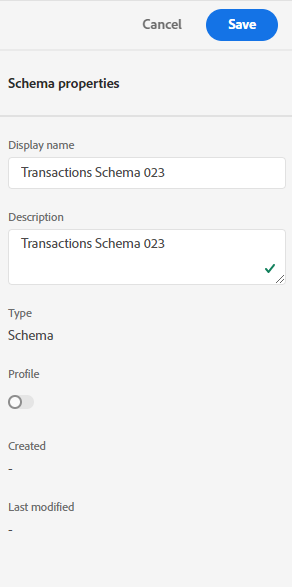 Cancel Save
Schema properties
Display name
Transactions Schema 023
Description
Transactions Schema 023
Type
Schema
Profile
Created
-
Last modified
-